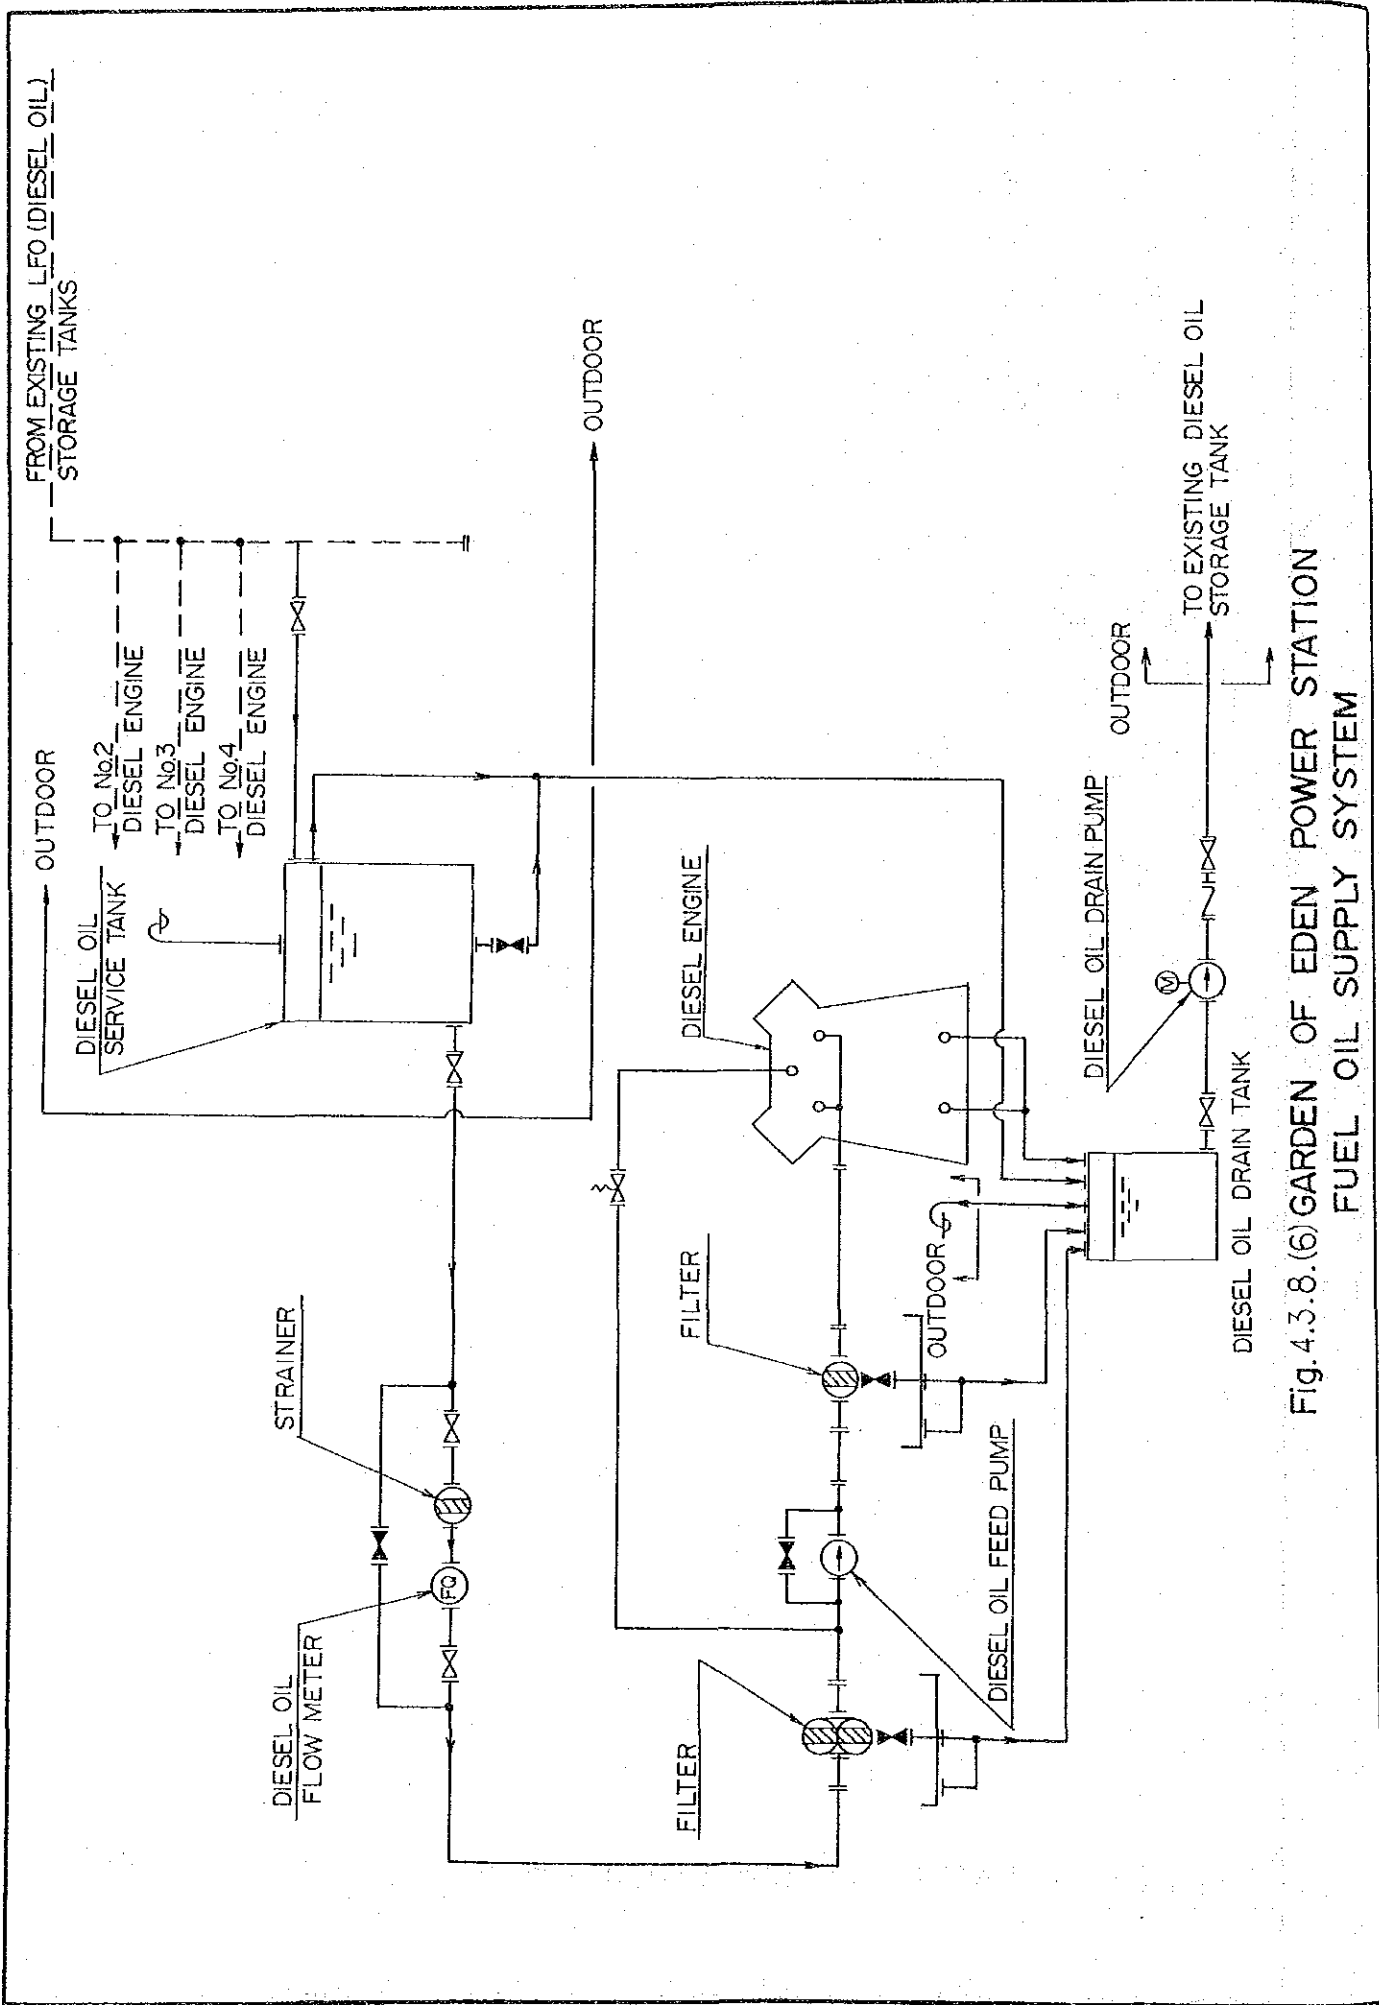 FROM EXISTING LFO (DIESEL OIL)
STORAGE TANKS
OUTDOOR
TO No.2
DIESEL ENGINE
TO No.3
DIESEL ENGINE
TO No.4
DIESEL ENGINE
DIESEL OIL
SERVICE TANK
OUTDOOR
STRAINER
DIESEL OIL
FLOW METER
FQ
DIESEL ENGINE
FILTER
FILTER
DIESEL OIL FEED PUMP
OUTDOOR
DIESEL OIL DRAIN PUMP
M
OUTDOOR
TO EXISTING DIESEL OIL
STORAGE TANK
DIESEL OIL DRAIN TANK
Fig.4.3.8.(6) GARDEN OF EDEN POWER STATION
FUEL OIL SUPPLY SYSTEM